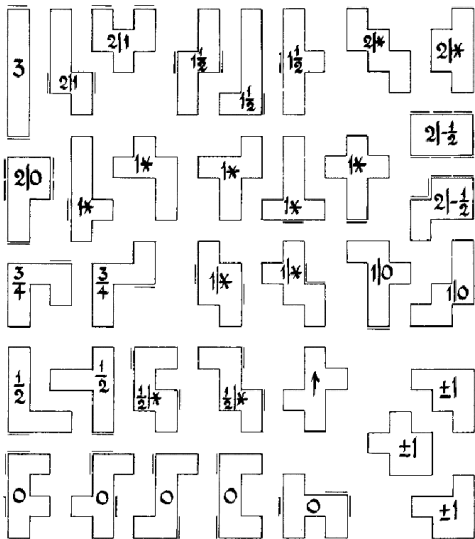 3 2|1 2|1 1½ 1½ 1½ 2|* 2|*
2|-½
2|0 1* 1* 1* 1* 1* 2|-½
¾ ¾ 1|* 1|* 1|0 1|0
½ ½ ½|* ½|* ↑ ±1
±1
0 0 0 0 0 ±1